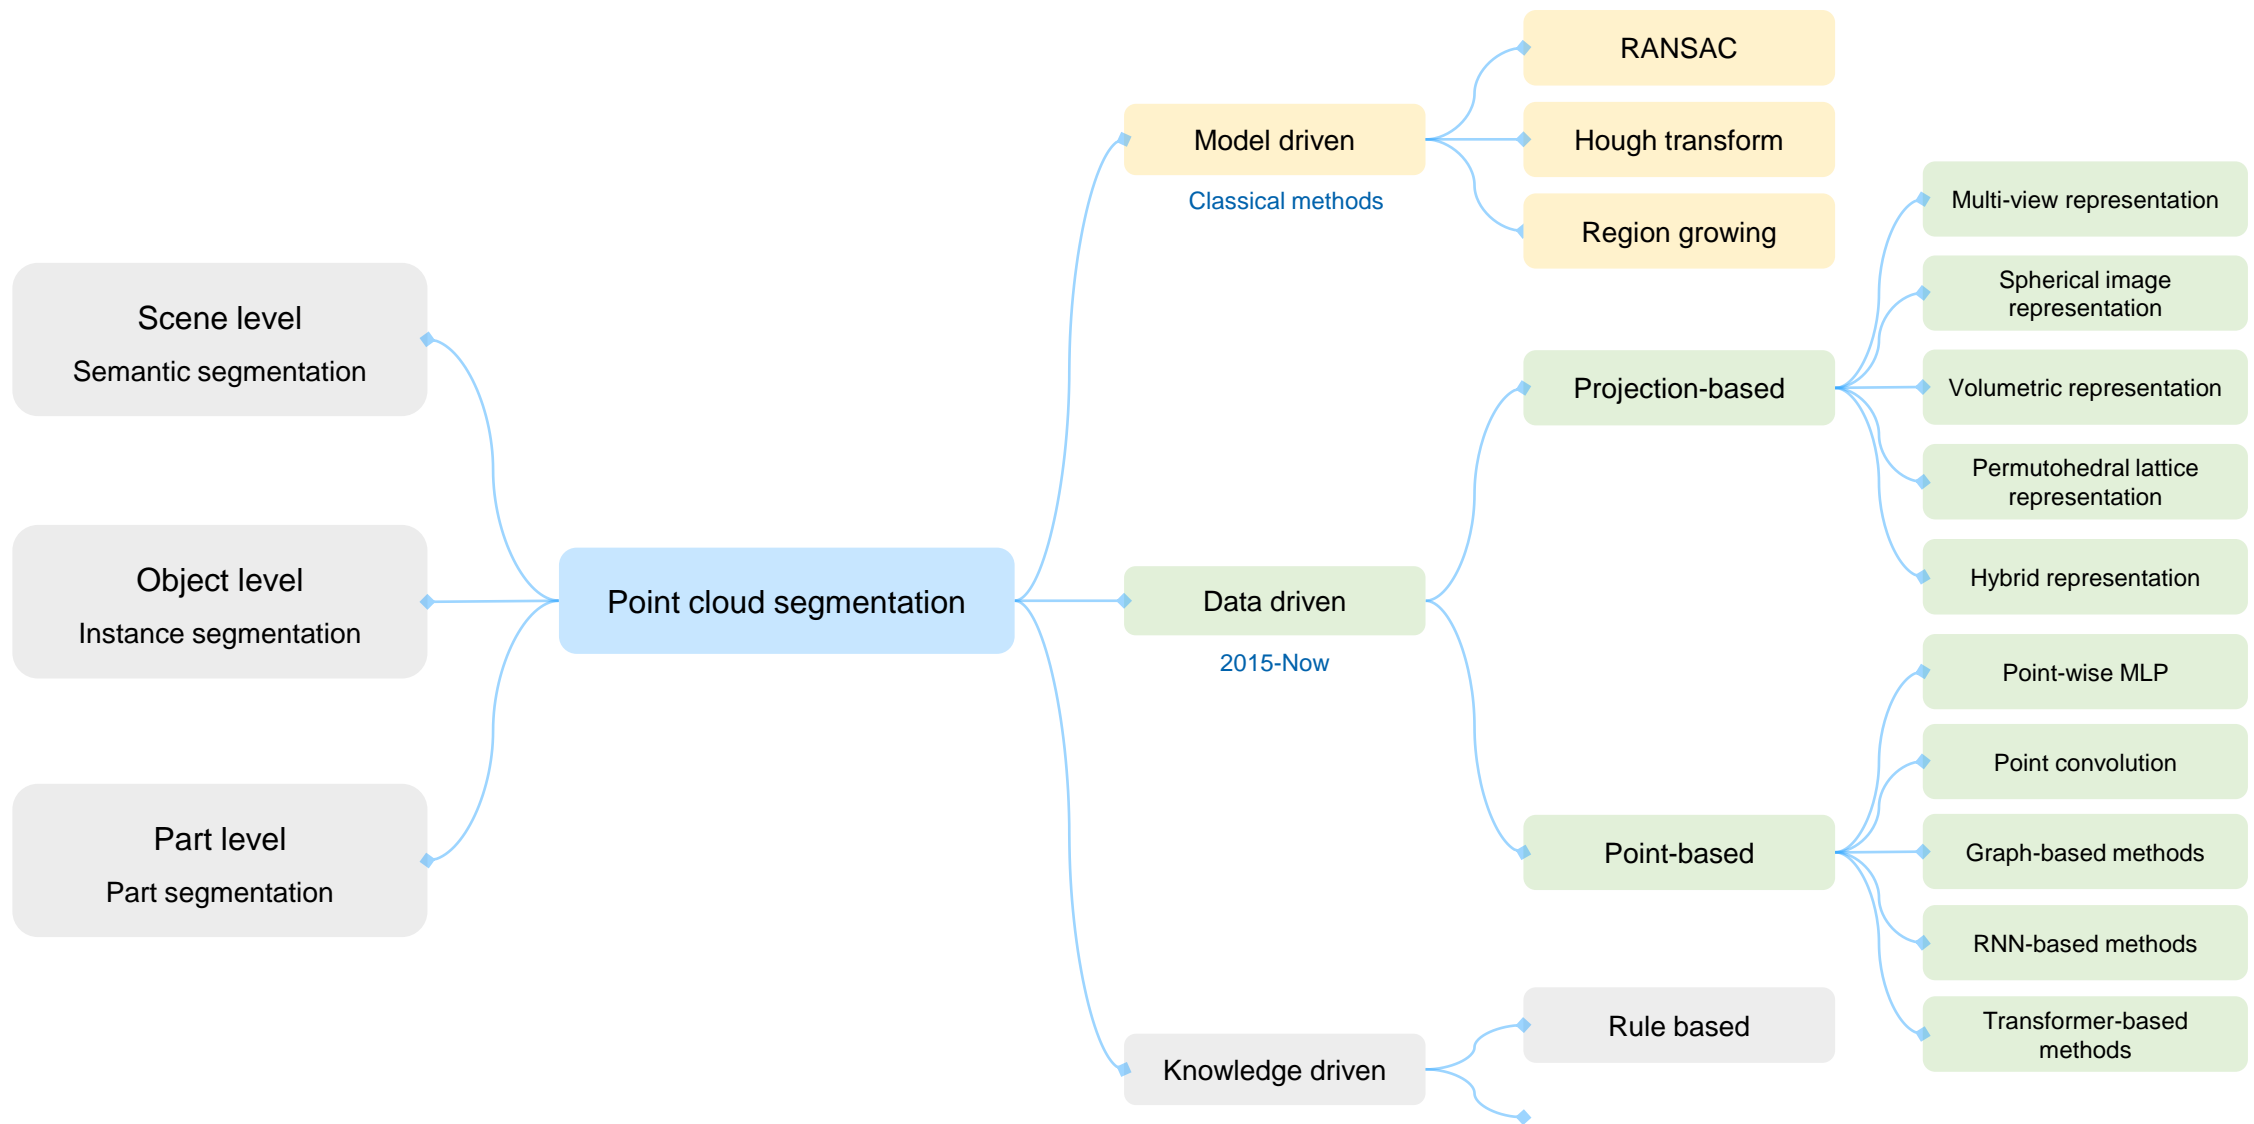 Scene level
Semantic segmentation
Object level
Instance segmentation
Part level
Part segmentation
Point cloud segmentation
Model driven
Classical methods
RANSAC
Hough transform
Region growing
Data driven
2015-Now
Projection-based
Multi-view representation
Spherical image
representation
Volumetric representation
Permutohedral lattice
representation
Hybrid representation
Point-based
Point-wise MLP
Point convolution
Graph-based methods
RNN-based methods
Transformer-based
methods
Knowledge driven
Rule based